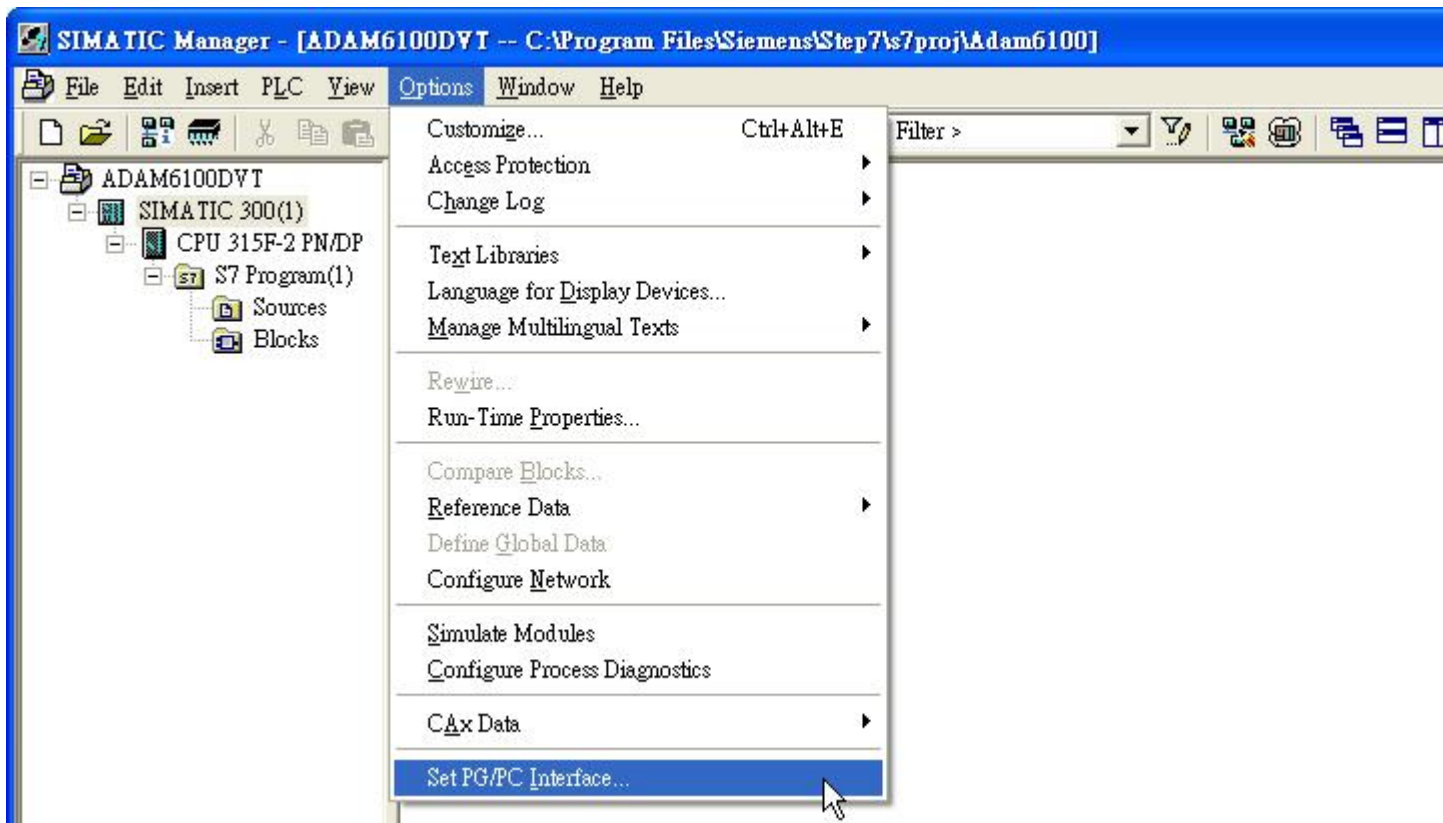 SIMATIC Manager - [ADAM6100DVT -- C:\Program Files\Siemens\Step7\s7proj\Adam6100]
File Edit Insert PLC View Options Window Help
Filter >
Customize... Ctrl+Alt+E
Access Protection
Change Log
Text Libraries
Language for Display Devices...
Manage Multilingual Texts
Rewire...
Run-Time Properties...
Compare Blocks...
Reference Data
Define Global Data
Configure Network
Simulate Modules
Configure Process Diagnostics
CAx Data
Set PG/PC Interface...
ADAM6100DVT
SIMATIC 300(1)
CPU 315F-2 PN/DP
S7 Program(1)
Sources
Blocks